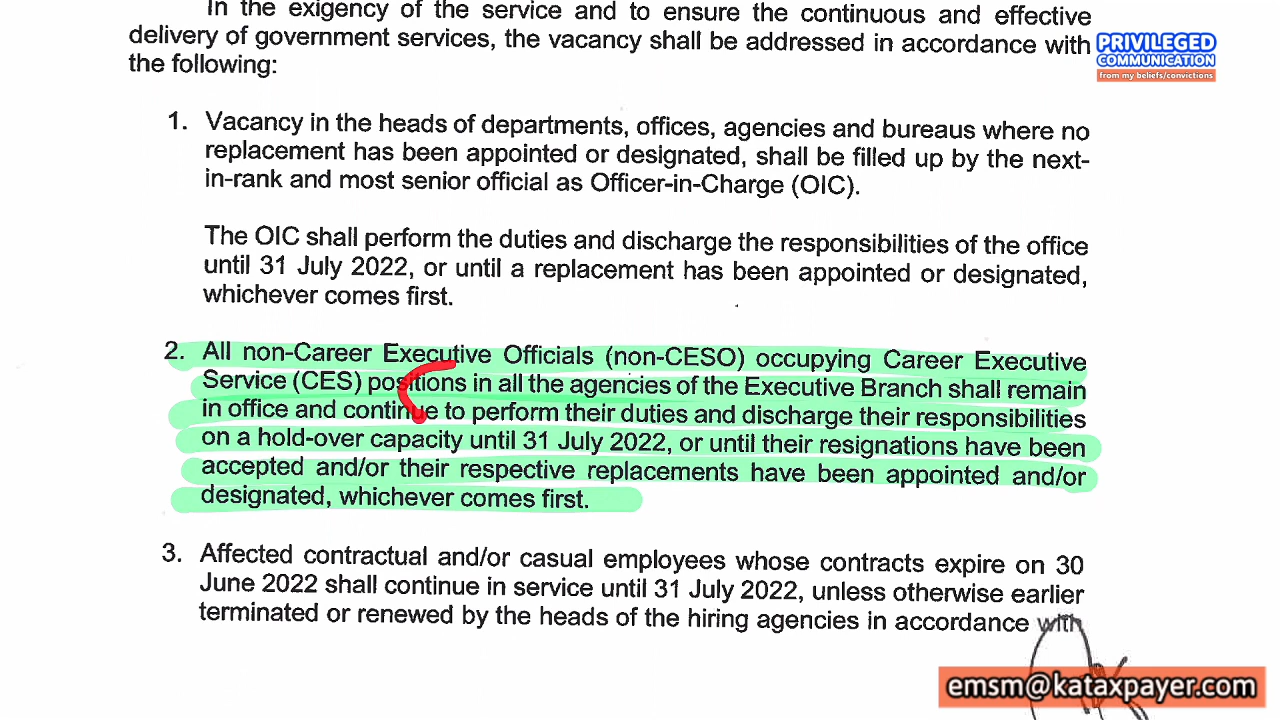 In the exigency of the service and to ensure the continuous and effective
delivery of government services, the vacancy shall be addressed in accordance with
the following:
PRIVILEGED
COMMUNICATION
from my beliefs/convictions
1. Vacancy in the heads of departments, offices, agencies and bureaus where no
replacement has been appointed or designated, shall be filled up by the next-
in-rank and most senior official as Officer-in-Charge (OIC).
The OIC shall perform the duties and discharge the responsibilities of the office
until 31 July 2022, or until a replacement has been appointed or designated,
whichever comes first.
2. All non-Career Executive Officials (non-CESO) occupying Career Executive
Service (CES) positions in all the agencies of the Executive Branch shall remain
in office and continue to perform their duties and discharge their responsibilities
on a hold-over capacity until 31 July 2022, or until their resignations have been
accepted and/or their respective replacements have been appointed and/or
designated, whichever comes first.
3. Affected contractual and/or casual employees whose contracts expire on 30
June 2022 shall continue in service until 31 July 2022, unless otherwise earlier
terminated or renewed by the heads of the hiring agencies in accordance with
emsm@kataxpayer.com